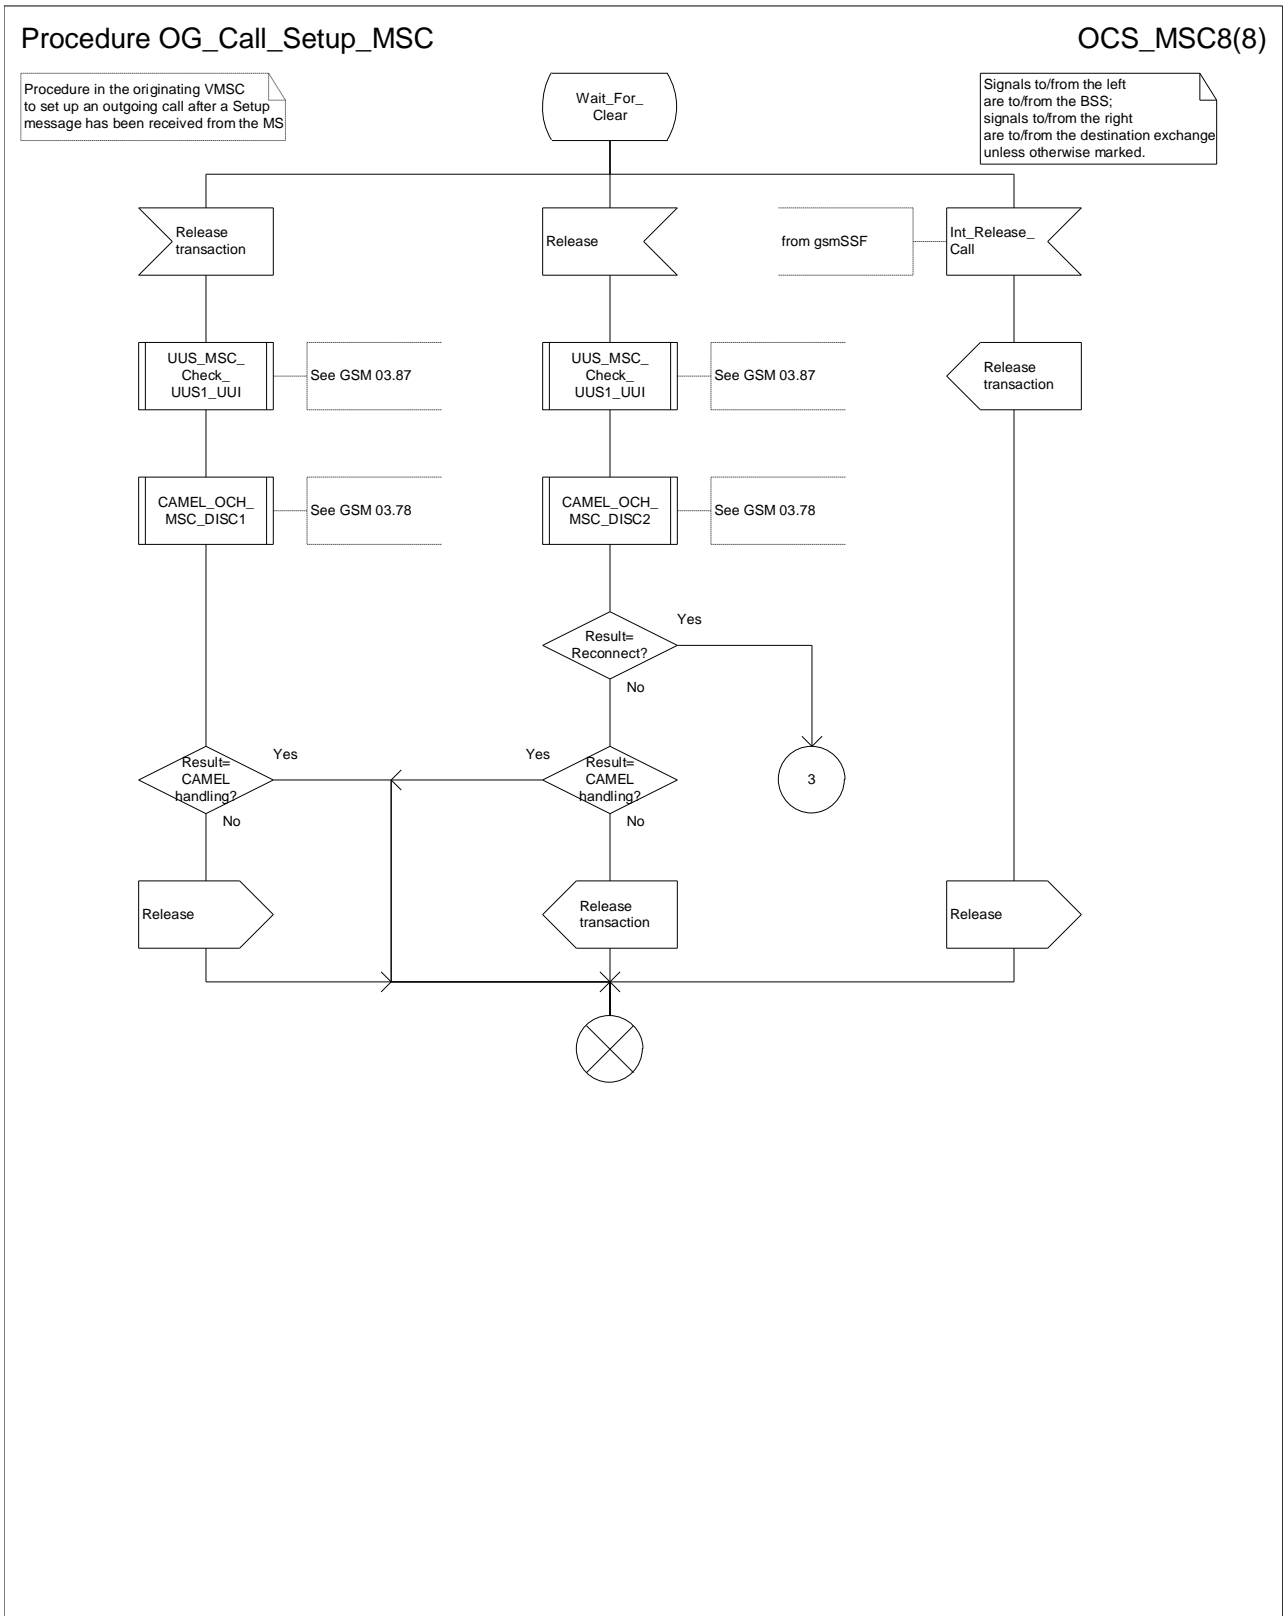 Procedure OG_Call_Setup_MSC
OCS_MSC8(8)
Procedure in the originating VMSC
to set up an outgoing call after a Setup
message has been received from the MS
Wait_For_
Clear
Signals to/from the left
are to/from the BSS;
signals to/from the right
are to/from the destination exchange
unless otherwise marked.
Release
transaction
Release
from gsmSSF
Int_Release_
Call
UUS_MSC_
Check_
UUS1_UUI
See GSM 03.87
UUS_MSC_
Check_
UUS1_UUI
See GSM 03.87
Release
transaction
CAMEL_OCH_
MSC_DISC1
See GSM 03.78
CAMEL_OCH_
MSC_DISC2
See GSM 03.78
Result=
Reconnect?
Yes
No
Result=
CAMEL
handling?
Yes
No
Yes
Result=
CAMEL
handling?
No
3
Release
Release
transaction
Release